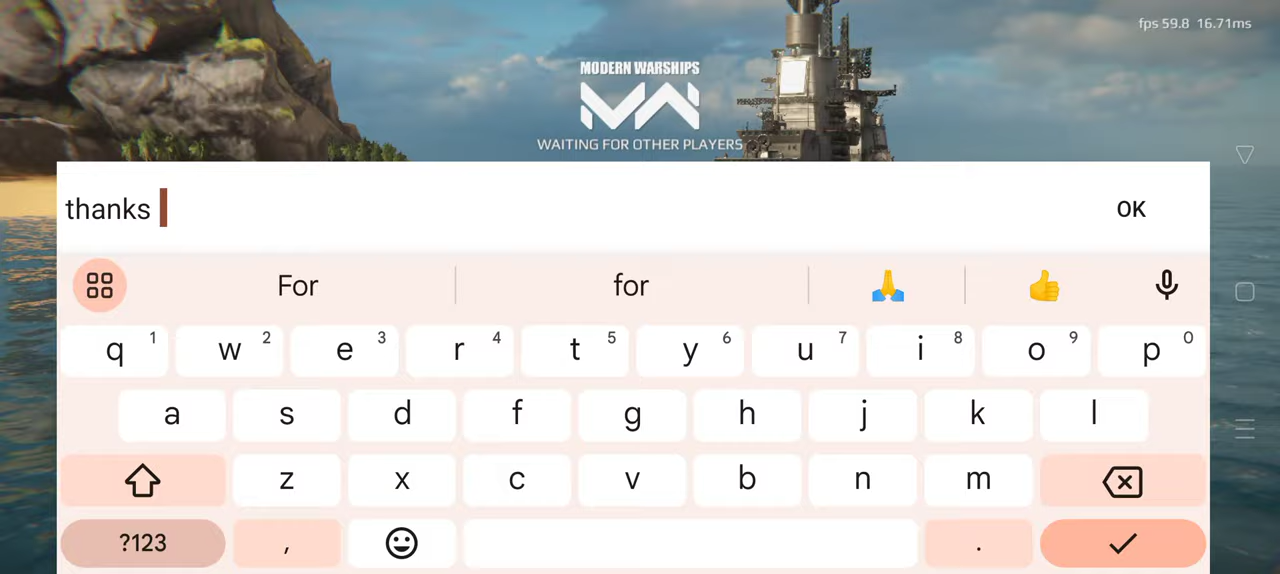 fps 59.8 16.71ms
MODERN WARSHIPS
WAITING FOR OTHER PLAYERS
thanks OK
For for
q 1 w 2 e 3 r 4 t 5 y 6 u 7 i 8 o 9 p 0
a s d f g h j k l
z x c v b n m
?123 , .